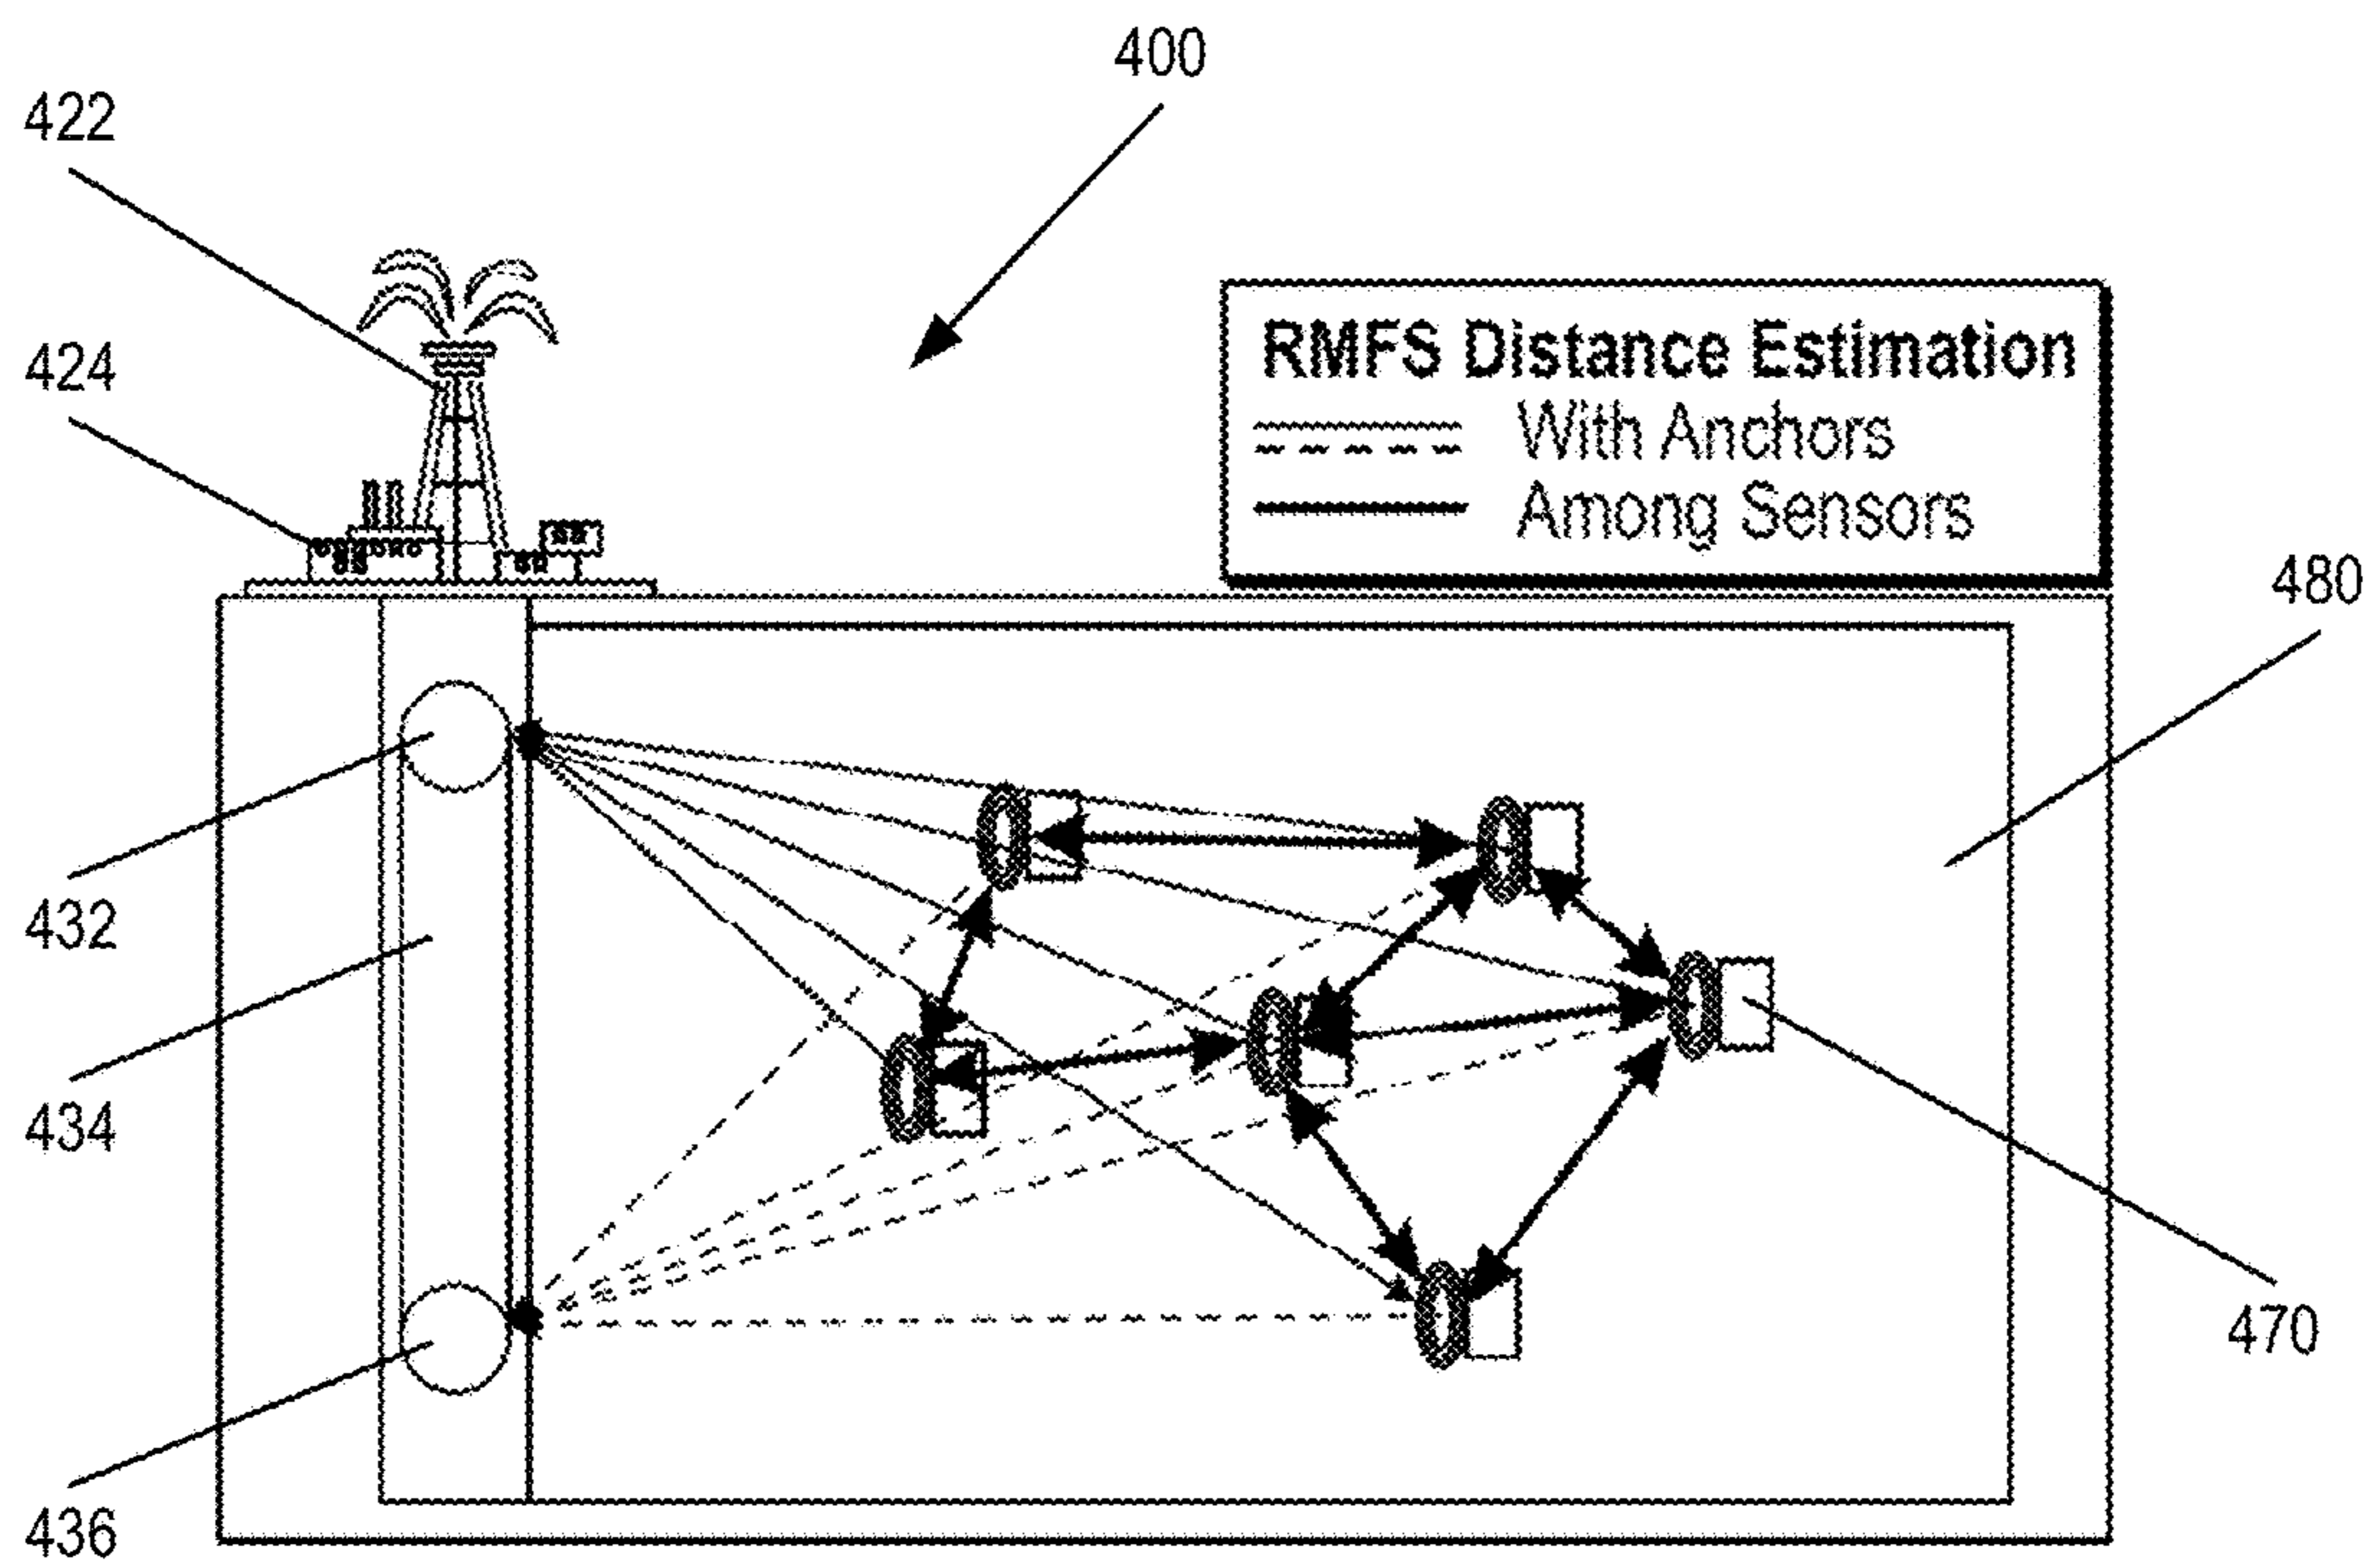 400
422
424
RMFS Distance Estimation
With Anchors
Among Sensors
480
432
434
470
436